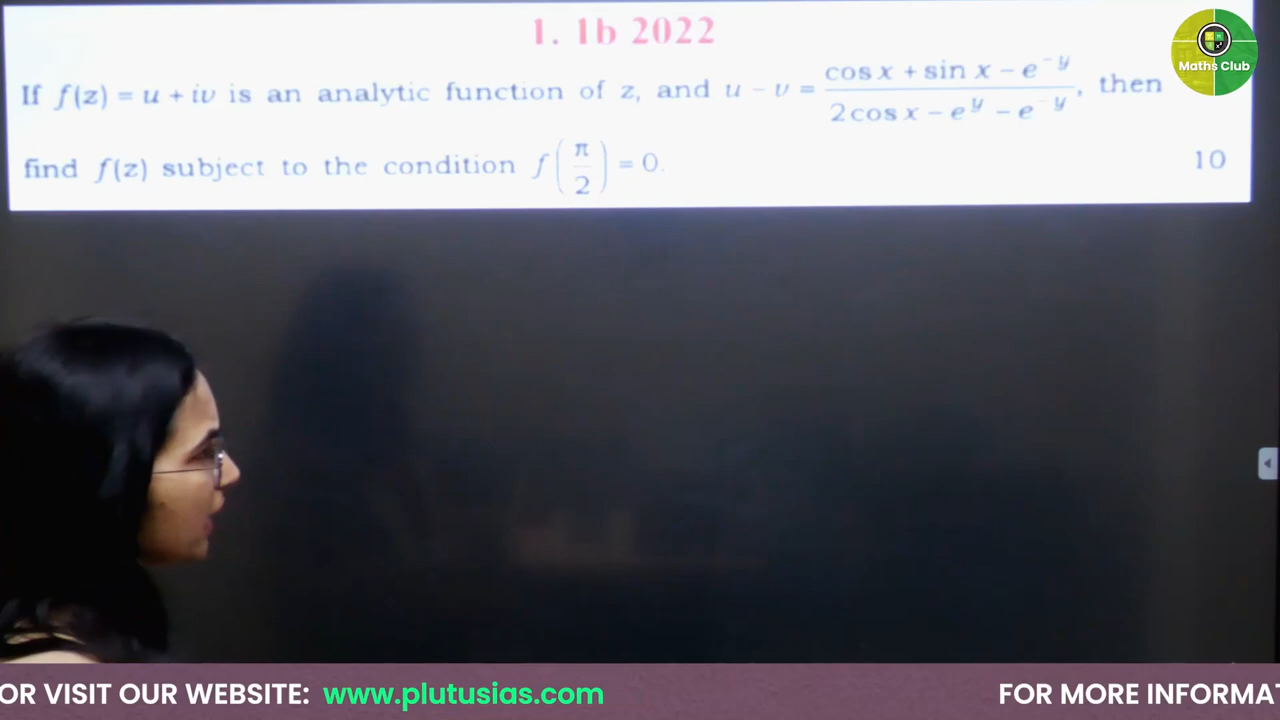 1. 1b 2022
Maths Club
If f(z) = u + iv is an analytic function of z, and u − v = (cos x + sin x − e^{−y}) / (2 cos x − e^{y} − e^{−y}), then
find f(z) subject to the condition f(π/2) = 0.
10
OR VISIT OUR WEBSITE: www.plutusias.com FOR MORE INFORMAT